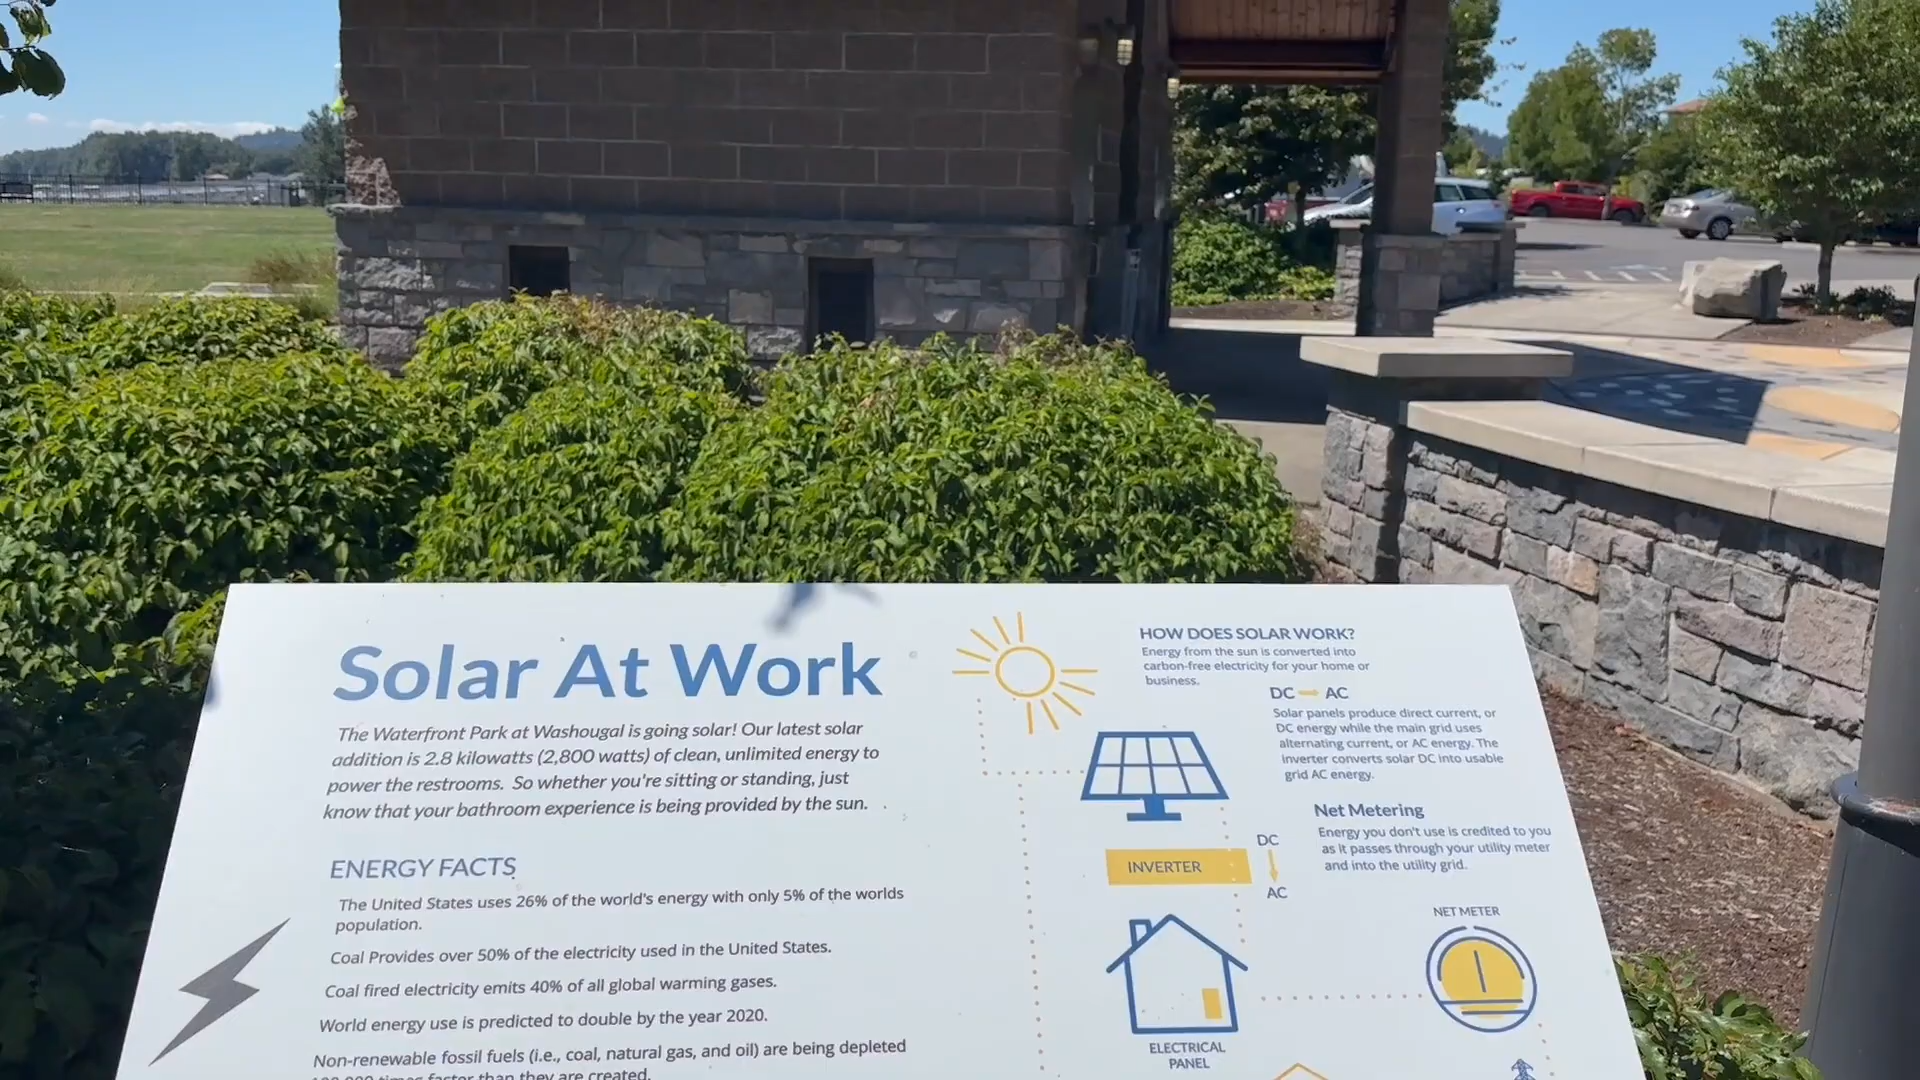 Solar At Work
The Waterfront Park at Washougal is going solar! Our latest solar
addition is 2.8 kilowatts (2,800 watts) of clean, unlimited energy to
power the restrooms. So whether you're sitting or standing, just
know that your bathroom experience is being provided by the sun.
ENERGY FACTS
The United States uses 26% of the world's energy with only 5% of the worlds
population.
Coal Provides over 50% of the electricity used in the United States.
Coal fired electricity emits 40% of all global warming gases.
World energy use is predicted to double by the year 2020.
Non-renewable fossil fuels (i.e., coal, natural gas, and oil) are being depleted
times faster than they are created.
HOW DOES SOLAR WORK?
Energy from the sun is converted into
carbon-free electricity for your home or
business.
DC AC
Solar panels produce direct current, or
DC energy while the main grid uses
alternating current, or AC energy. The
inverter converts solar DC into usable
grid AC energy.
Net Metering
Energy you don't use is credited to you
as it passes through your utility meter
and into the utility grid.
DC
INVERTER
AC
NET METER
ELECTRICAL
PANEL